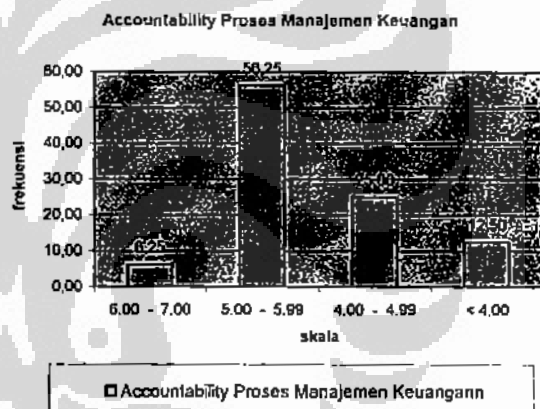 Accountability Proses Manajemen Keuangan
60,00
56,25
50,00
40,00
30,00
20,00
10,00
6,25
0,00
frekuensi
6.00 - 7.00
5.00 - 5.99
4.00 - 4.99
< 4.00
skala
Accountability Proses Manajemen Keuangann